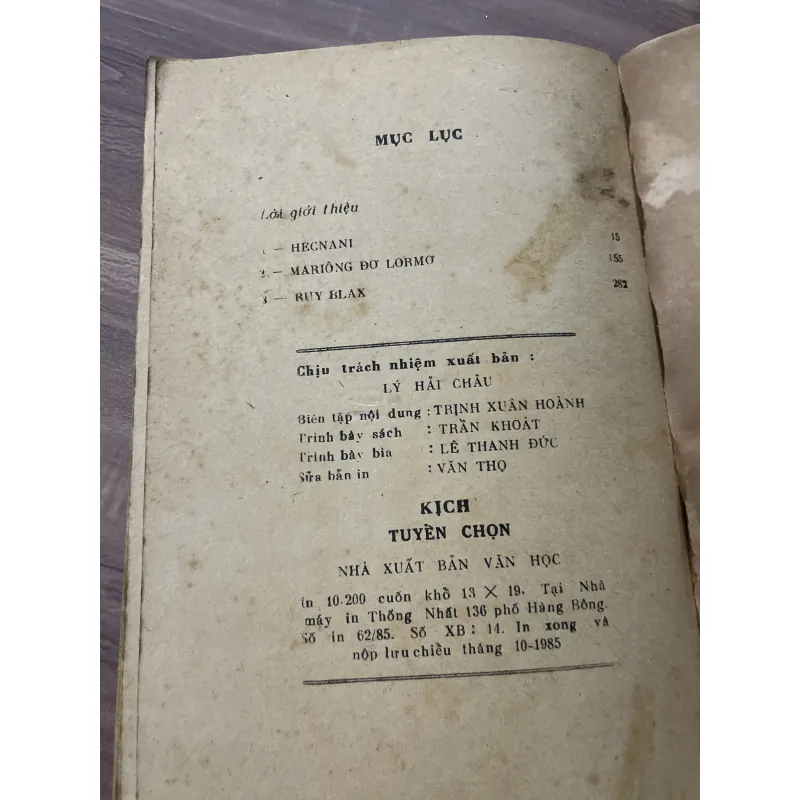 MỤC LỤC
Lời giới thiệu
1 — HECNANI 15
2 — MARIÔNG ĐƠ LORMƠ 155
3 — RUY BLAX 282
Chịu trách nhiệm xuất bản :
LÝ HẢI CHÂU
Biên tập nội dung : TRỊNH XUÂN HOÀNH
Trình bày sách : TRẦN KHOÁT
Trình bày bìa : LÊ THANH ĐỨC
Sửa bản in : VĂN THỌ
KỊCH
TUYỂN CHỌN
NHÀ XUẤT BẢN VĂN HỌC
in 10.200 cuốn khổ 13 × 19. Tại Nhà
máy in Thống Nhất 136 phố Hàng Bông.
Số in 62/85. Số XB : 14. In xong và
nộp lưu chiểu tháng 10-1985